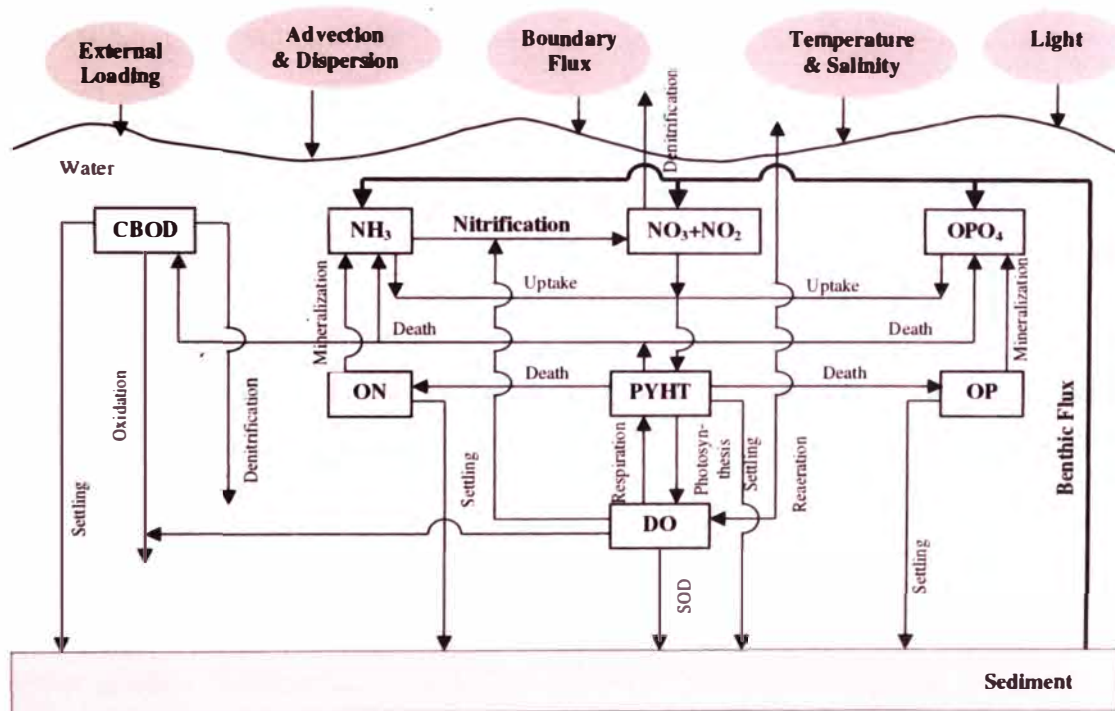 External
Loading
Advection
& Dispersion
Boundary
Flux
Temperature
& Salinity
Light
Denitrification
Water
CBOD
NH₃
Nitrification
NO₃+NO₂
OPO₄
Uptake
Uptake
Mineralization
Mineralization
Death
Death
Oxidation
Denitrification
ON
Death
PYHT
Death
OP
Settling
Settling
Respiration
Photosyn-
thesis
Settling
Reaeration
Benthic Flux
DO
Settling
SOD
Sediment